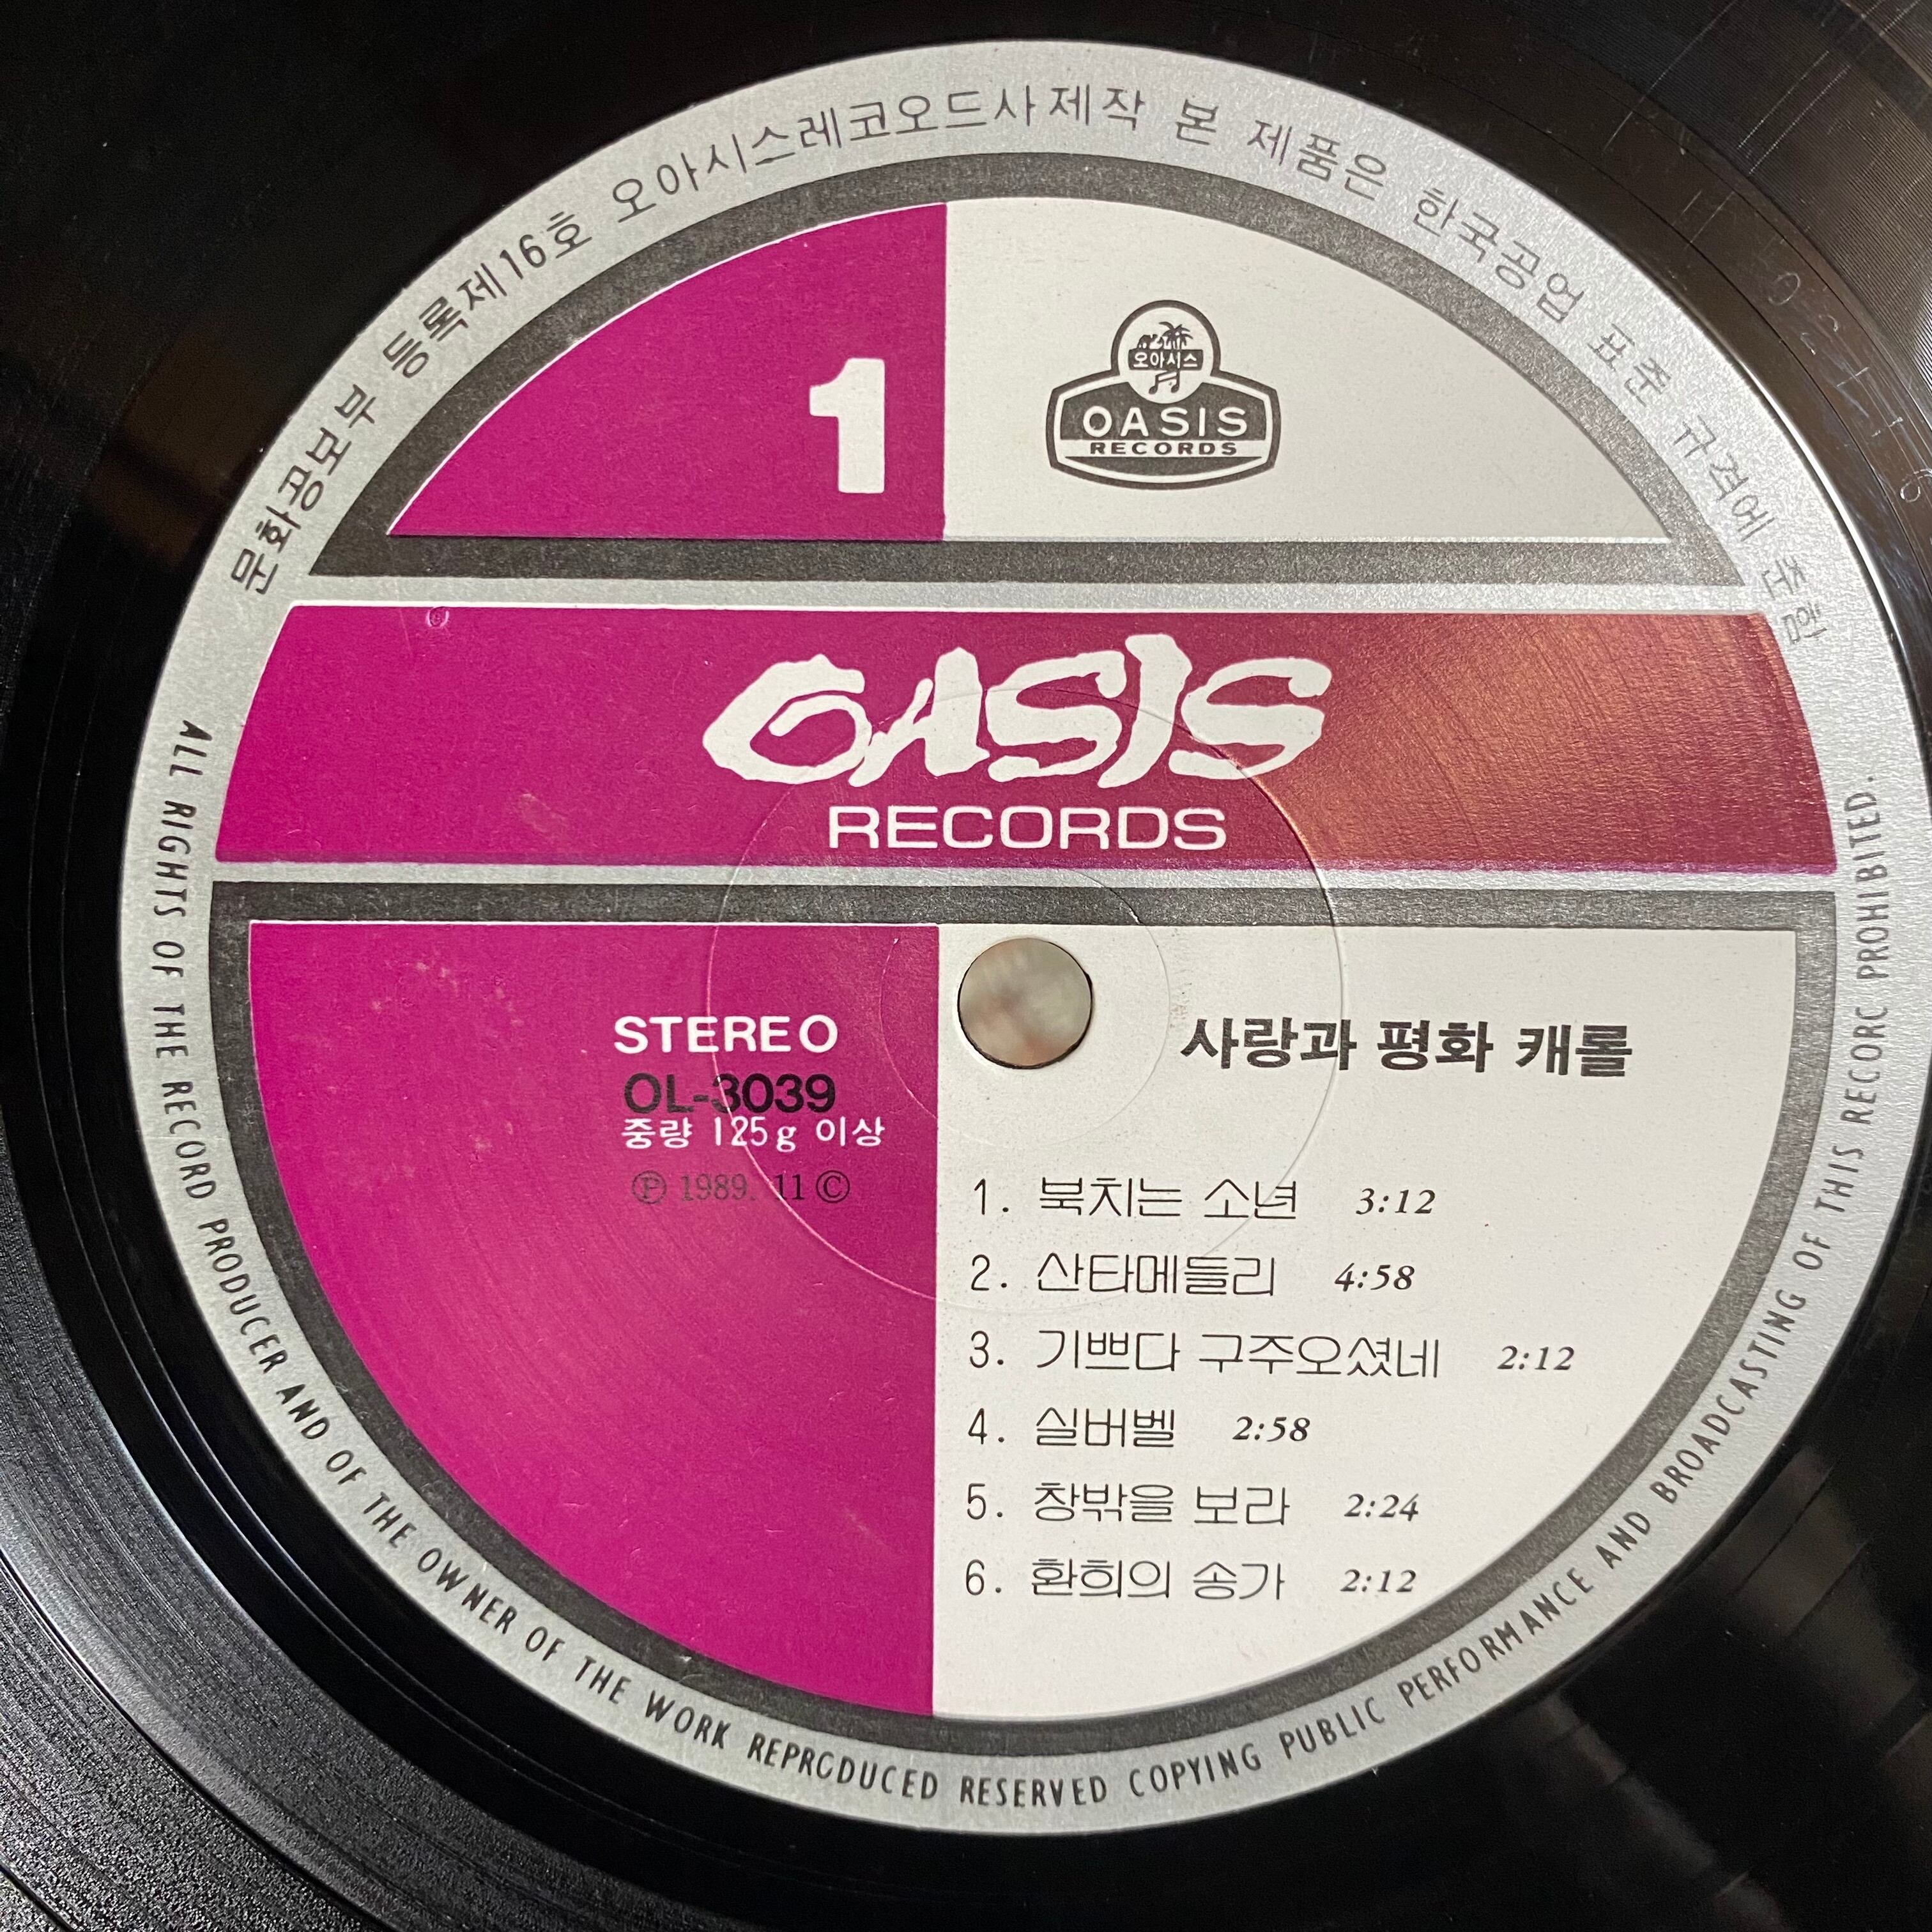 문화공보부 등록제16호 오아시스레코오드사제작 본 제품은 한국공업 표준 규격에 준함
1
오아시스
OASIS
RECORDS
OASIS
RECORDS
STEREO
OL-3039
중량 125g 이상
Ⓟ 1989. 11 ©
사랑과 평화 캐롤
1. 북치는 소년 3:12
2. 산타메들리 4:58
3. 기쁘다 구주오셨네 2:12
4. 실버벨 2:58
5. 창밖을 보라 2:24
6. 환희의 송가 2:12
ALL RIGHTS OF THE RECORD PRODUCER AND OF THE OWNER OF THE WORK REPRODUCED RESERVED COPYING PUBLIC PERFORMANCE AND BROADCASTING OF THIS RECORC PROHIBITED.